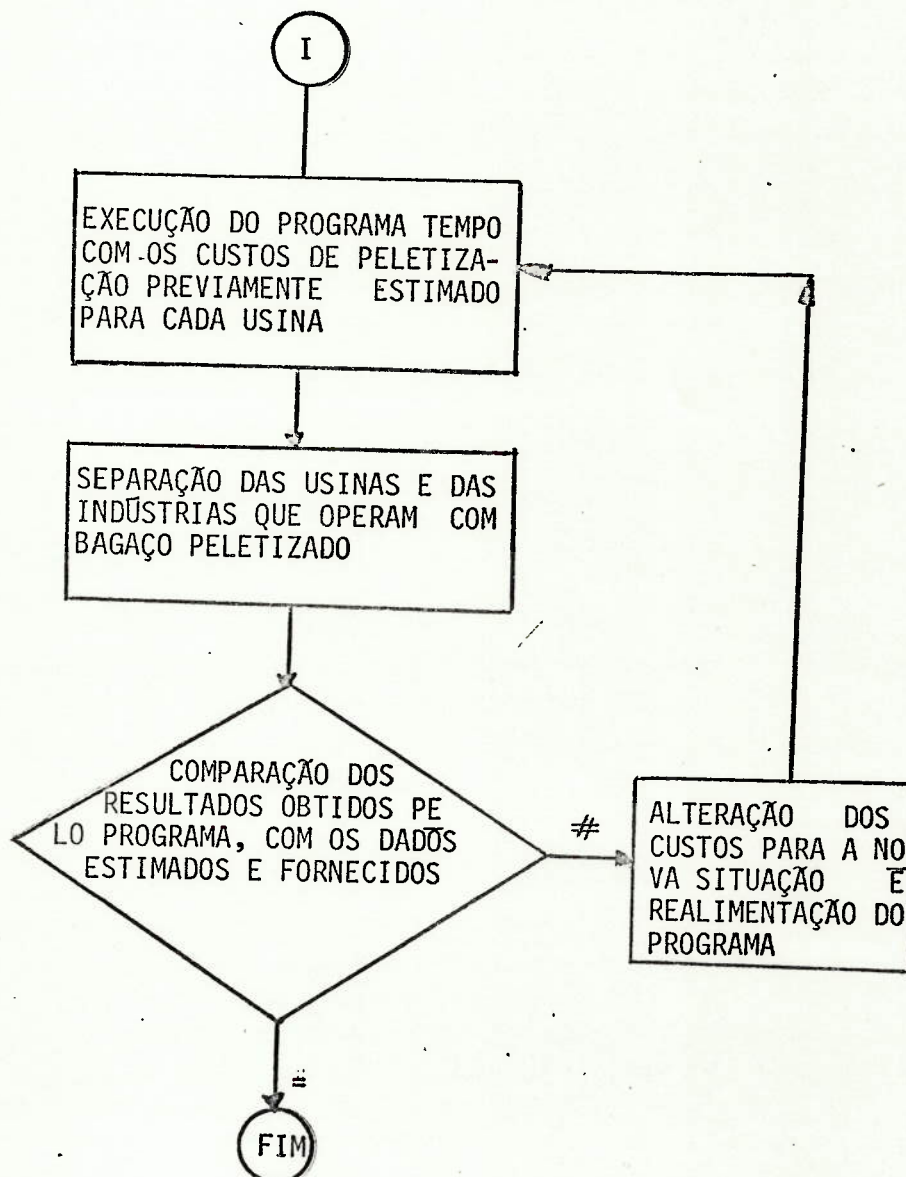 I
EXECUÇÃO DO PROGRAMA TEMPO
COM OS CUSTOS DE PELETIZA-
ÇÃO PREVIAMENTE ESTIMADO
PARA CADA USINA
SEPARAÇÃO DAS USINAS E DAS
INDŪSTRIAS QUE OPERAM COM
BAGAÇO PELETIZADO
COMPARAÇÃO DOS
RESULTADOS OBTIDOS PE
LO PROGRAMA, COM OS DADOS
ESTIMADOS E FORNECIDOS
#
ALTERAÇÃO DOS
CUSTOS PARA A NO
VA SITUAÇÃO E
REALIMENTAÇÃO DO
PROGRAMA
=
FIM